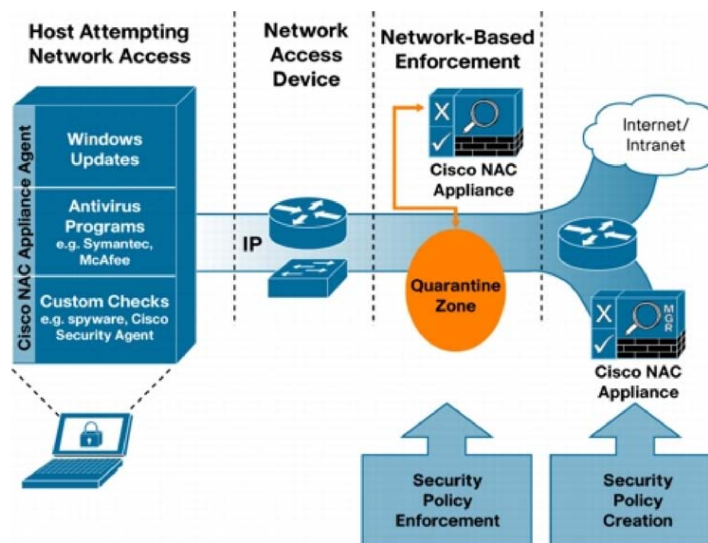 Host Attempting
Network Access
Network
Access
Device
Network-Based
Enforcement
Cisco NAC Appliance Agent
Windows
Updates
Antivirus
Programs
e.g. Symantec,
McAfee
Custom Checks
e.g. spyware, Cisco
Security Agent
IP
X
Cisco NAC
Appliance
Quarantine
Zone
Internet/
Intranet
X
MGR
Cisco NAC
Appliance
Security
Policy
Enforcement
Security
Policy
Creation